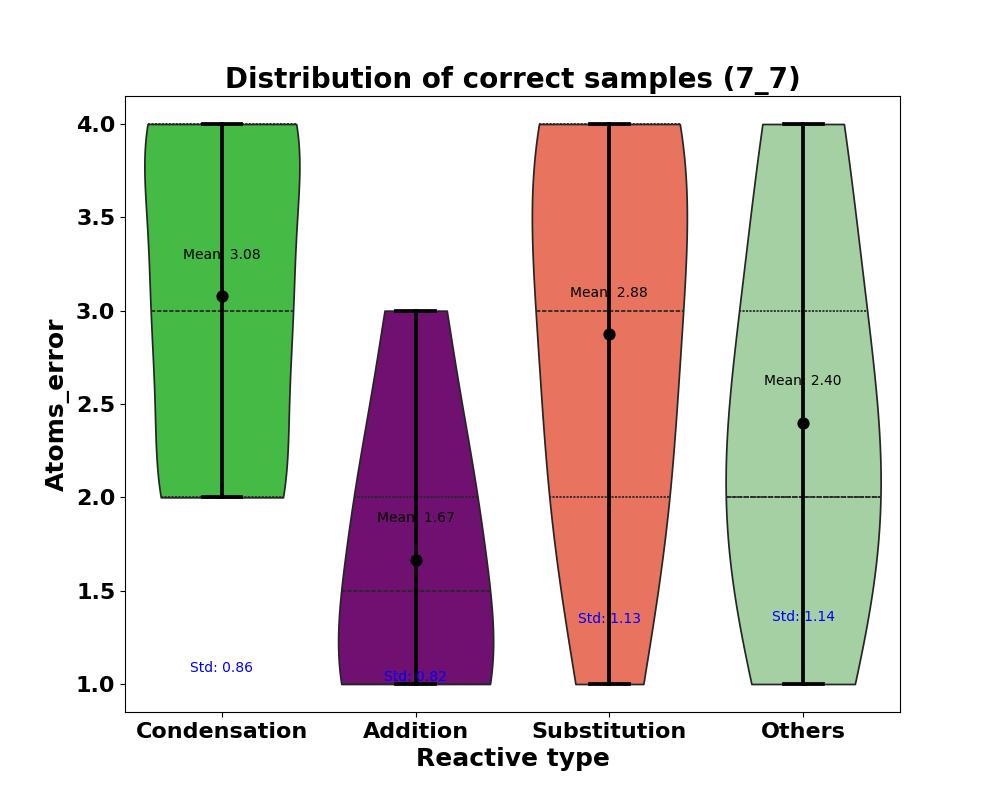 Distribution of correct samples (7_7)
Atoms_error
4.0
3.5
3.0
2.5
2.0
1.5
1.0
Mean: 3.08
Mean: 1.67
Mean: 2.88
Mean: 2.40
Std: 0.86
Std: 0.82
Std: 1.13
Std: 1.14
Condensation
Addition
Substitution
Others
Reactive type